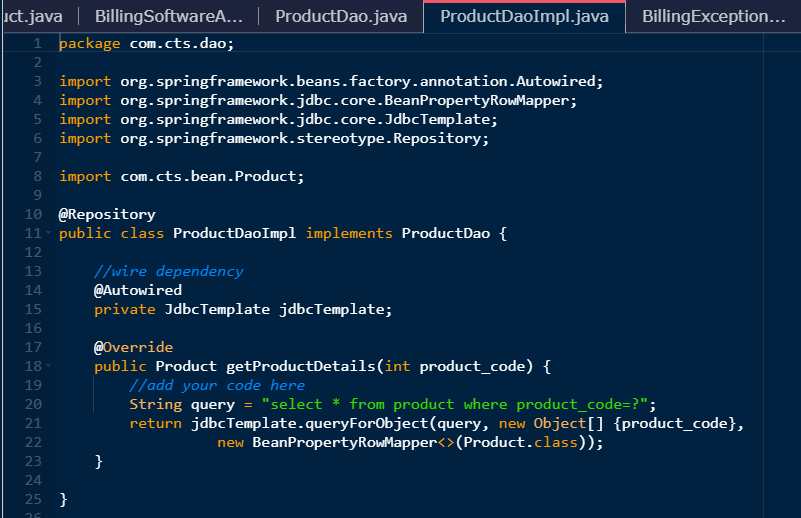 uct.java BillingSoftwareA... ProductDao.java ProductDaoImpl.java BillingException...
1 package com.cts.dao;
2
3 import org.springframework.beans.factory.annotation.Autowired;
4 import org.springframework.jdbc.core.BeanPropertyRowMapper;
5 import org.springframework.jdbc.core.JdbcTemplate;
6 import org.springframework.stereotype.Repository;
7
8 import com.cts.bean.Product;
9
10 @Repository
11 public class ProductDaoImpl implements ProductDao {
12
13 //wire dependency
14 @Autowired
15 private JdbcTemplate jdbcTemplate;
16
17 @Override
18 public Product getProductDetails(int product_code) {
19 //add your code here
20 String query = "select * from product where product_code=?";
21 return jdbcTemplate.queryForObject(query, new Object[] {product_code},
22 new BeanPropertyRowMapper<>(Product.class));
23 }
24
25 }
26